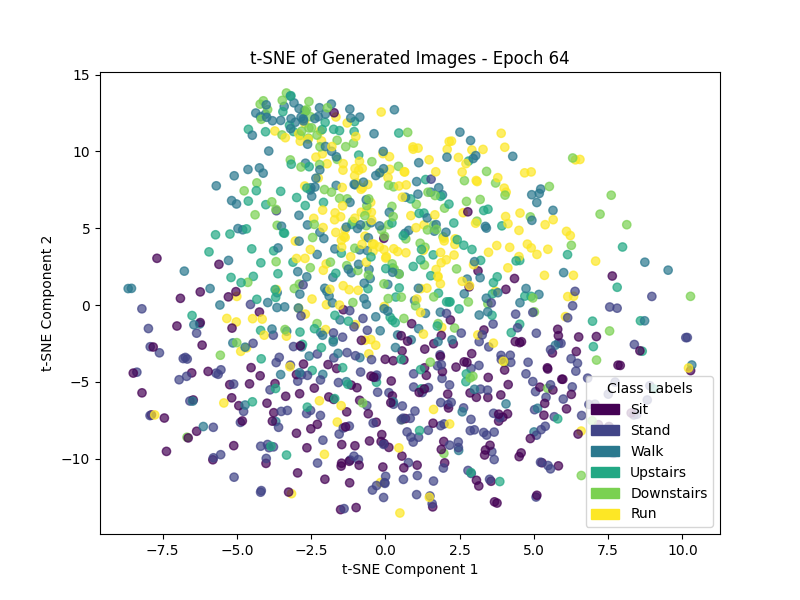 t-SNE of Generated Images - Epoch 64
15
10
5
0
−5
−10
t-SNE Component 2
−7.5
−5.0
−2.5
0.0
2.5
5.0
7.5
10.0
t-SNE Component 1
Class Labels
Sit
Stand
Walk
Upstairs
Downstairs
Run